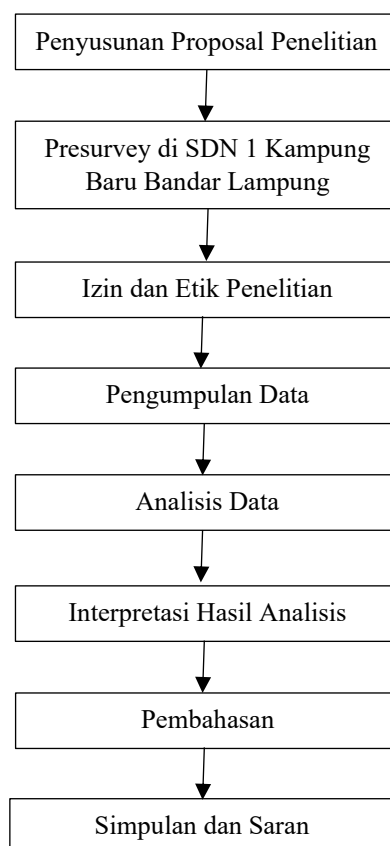 Penyusunan Proposal Penelitian
Presurvey di SDN 1 Kampung
Baru Bandar Lampung
Izin dan Etik Penelitian
Pengumpulan Data
Analisis Data
Interpretasi Hasil Analisis
Pembahasan
Simpulan dan Saran